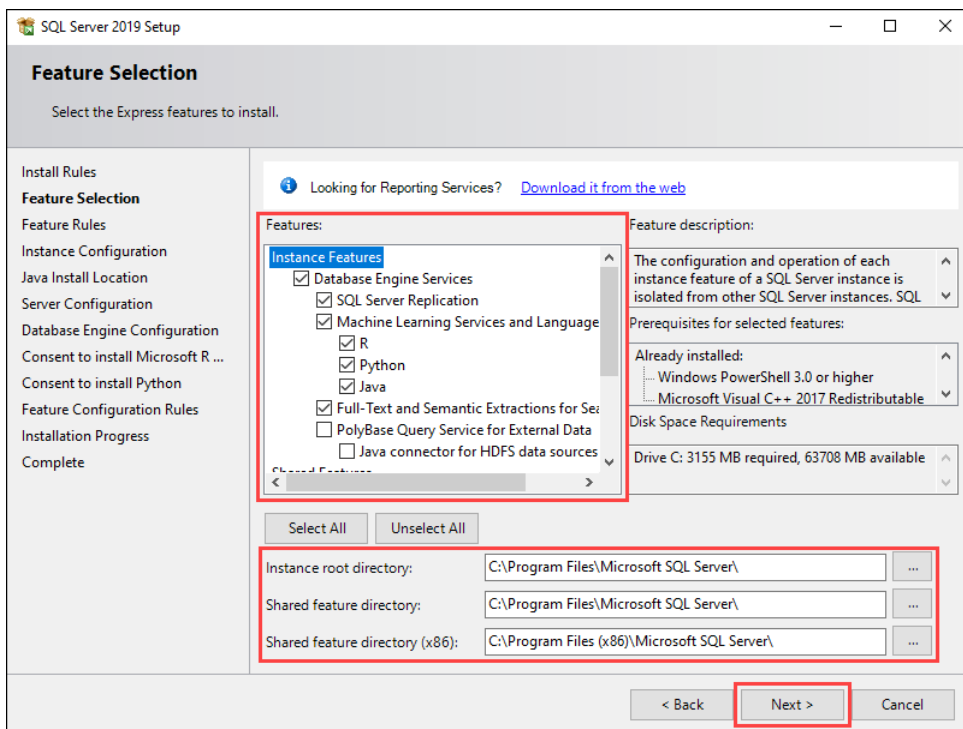 SQL Server 2019 Setup
Feature Selection
Select the Express features to install.
Install Rules
Feature Selection
Feature Rules
Instance Configuration
Java Install Location
Server Configuration
Database Engine Configuration
Consent to install Microsoft R ...
Consent to install Python
Feature Configuration Rules
Installation Progress
Complete
Looking for Reporting Services? Download it from the web
Features:
Instance Features
Database Engine Services
SQL Server Replication
Machine Learning Services and Language
R
Python
Java
Full-Text and Semantic Extractions for Sea
PolyBase Query Service for External Data
Java connector for HDFS data sources
Shared Features
Feature description:
The configuration and operation of each
instance feature of a SQL Server instance is
isolated from other SQL Server instances. SQL
Prerequisites for selected features:
Already installed:
Windows PowerShell 3.0 or higher
Microsoft Visual C++ 2017 Redistributable
Disk Space Requirements
Drive C: 3155 MB required, 63708 MB available
Select All
Unselect All
Instance root directory: C:\Program Files\Microsoft SQL Server\ ...
Shared feature directory: C:\Program Files\Microsoft SQL Server\ ...
Shared feature directory (x86): C:\Program Files (x86)\Microsoft SQL Server\ ...
< Back
Next >
Cancel